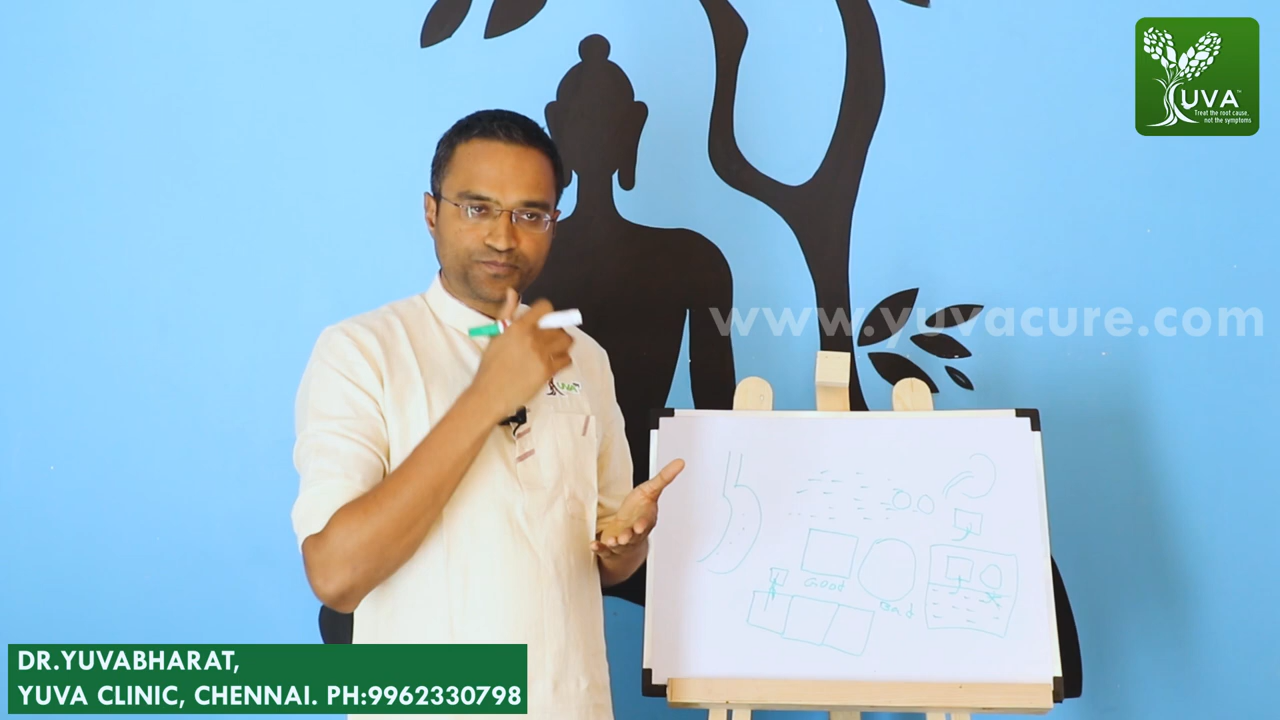 UVA™
Treat the root cause,
not the symptoms
www.yuvacure.com
UVA
Good
Bad
DR.YUVABHARAT,
YUVA CLINIC, CHENNAI. PH:9962330798